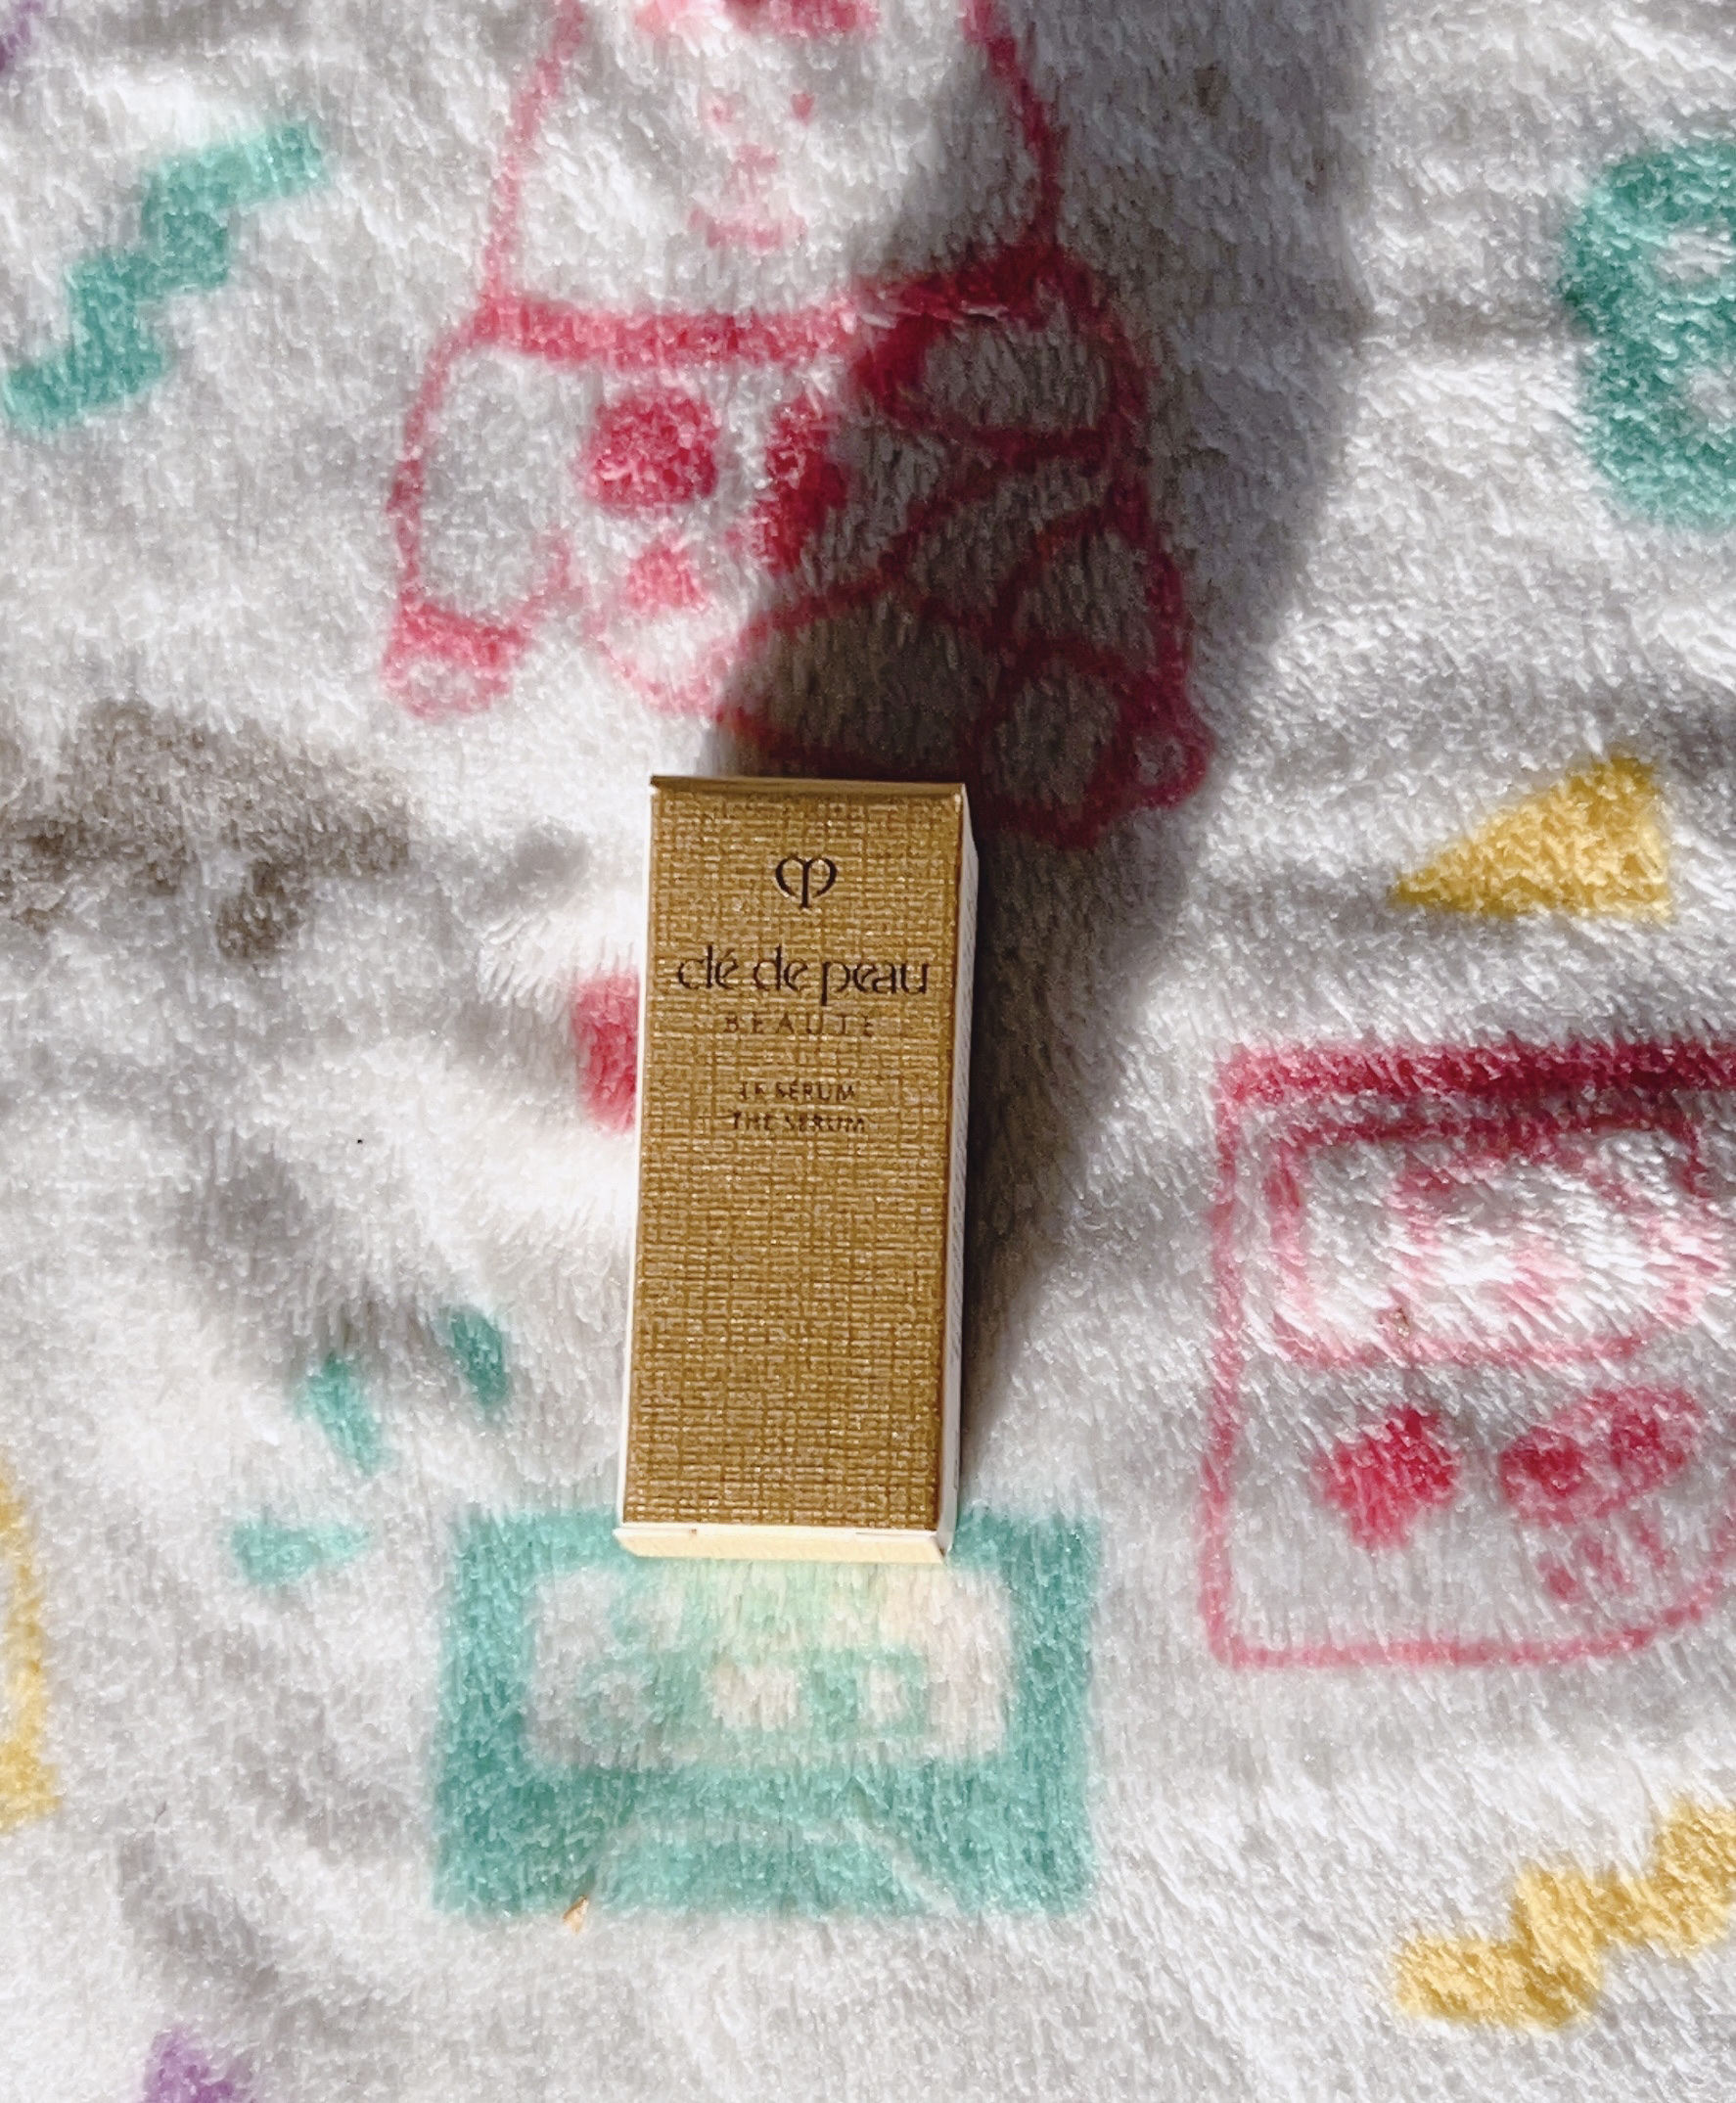 clé de peau
BEAUTÉ
LE SÉRUM
THE SERUM